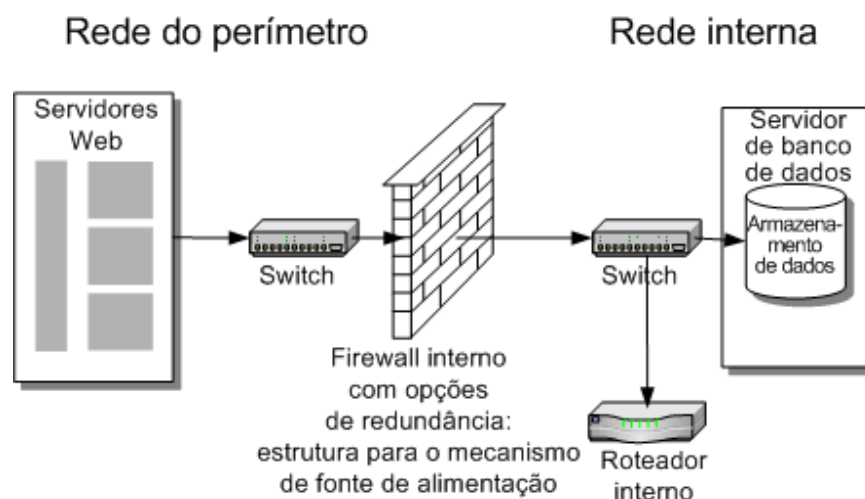 Rede do perímetro
Rede interna
Servidores
Web
Switch
Firewall interno
com opções
de redundância:
estrutura para o mecanismo
de fonte de alimentação
Switch
Servidor
de banco
de dados
Armazena-
mento
de dados
Roteador
interno